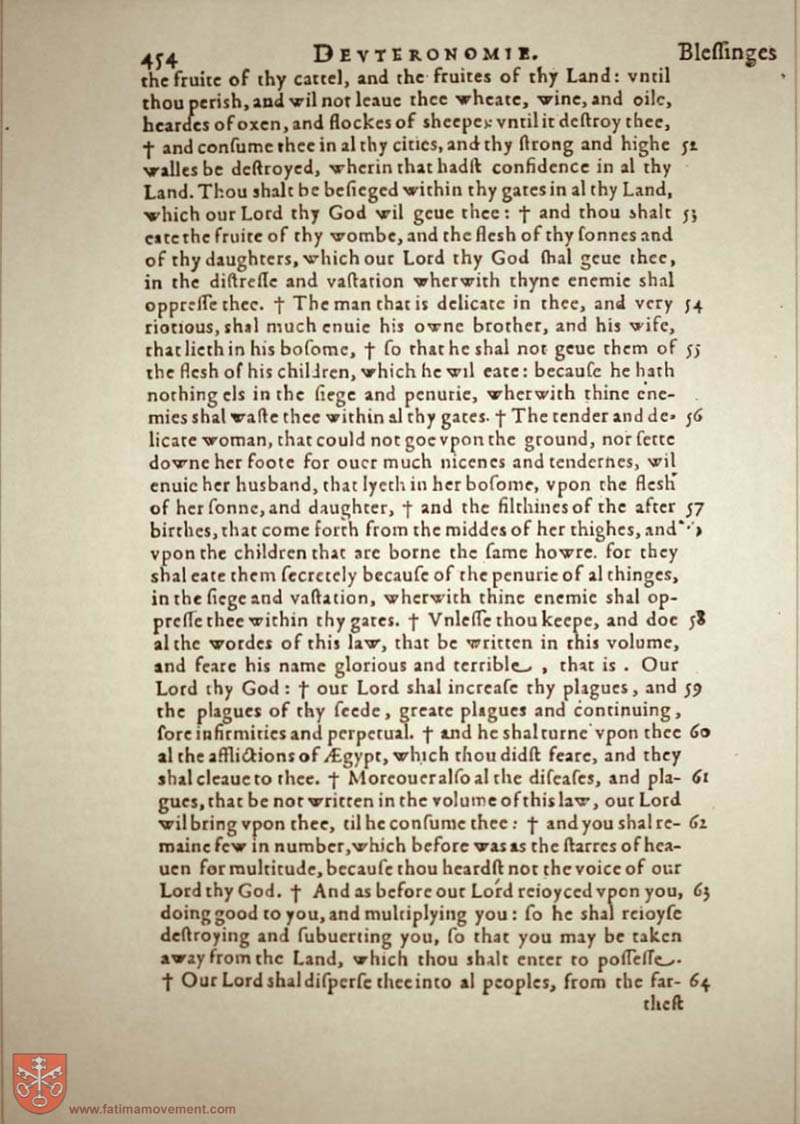 454 DEVTERONOMIE. Bleſſinges
the fruite of thy cattel, and the fruites of thy Land: vntil
thou perish, and wil not leaue thee wheate, wine, and oile,
heardes of oxen, and flockes of sheepe: vntil it deſtroy thee,
† and conſume thee in al thy cities, and thy ſtrong and highe 52
walles be deſtroyed, wherin that hadſt confidence in al thy
Land. Thou shalt be beſieged within thy gates in al thy Land,
which our Lord thy God wil geue thee: † and thou shalt 53
eate the fruite of thy wombe, and the flesh of thy ſonnes and
of thy daughters, which our Lord thy God ſhal geue thee,
in the diſtreſſe and vaſtation wherwith thyne enemie shal
oppreſſe thee. † The man that is delicate in thee, and very 54
riotious, shal much enuie his owne brother, and his wife,
that lieth in his boſome, † ſo that he shal not geue them of 55
the flesh of his children, which he wil eate: becauſe he hath
nothing els in the ſiege and penurie, wherwith thine ene-
mies shal waſte thee within al thy gates. † The tender and de- 56
licate woman, that could not goe vpon the ground, nor ſette
downe her foote for ouer much nicenes and tendernes, wil
enuie her husband, that lyeth in her boſome, vpon the flesh
of her ſonne, and daughter, † and the filthines of the after 57
birthes, that come forth from the middes of her thighes, and
vpon the children that are borne the ſame howre. for they
shal eate them ſecretely becauſe of the penurie of al thinges,
in the ſiege and vaſtation, wherwith thine enemie shal op-
preſſe thee within thy gates. † Vnleſſe thou keepe, and doe 58
al the wordes of this law, that be written in this volume,
and feare his name glorious and terrible, that is. Our
Lord thy God: † our Lord shal increaſe thy plagues, and 59
the plagues of thy ſeede, greate plagues and continuing,
ſore infirmities and perpetual. † and he shal turne vpon thee 60
al the afflictions of Ægypt, which thou didſt feare, and they
shal cleaue to thee. † Moreouer alſo al the diſeaſes, and pla- 61
gues, that be not written in the volume of this law, our Lord
wil bring vpon thee, til he conſume thee: † and you shal re- 62
maine few in number, which before was as the ſtarres of hea-
uen for multitude, becauſe thou heardſt not the voice of our
Lord thy God. † And as before our Lord reioyced vpon you, 63
doing good to you, and multiplying you: ſo he shal reioyſe
deſtroying and ſubuerting you, ſo that you may be taken
away from the Land, which thou shalt enter to poſſeſſe.
† Our Lord shal diſperſe thee into al peoples, from the far- 64
theſt
www.fatimamovement.com